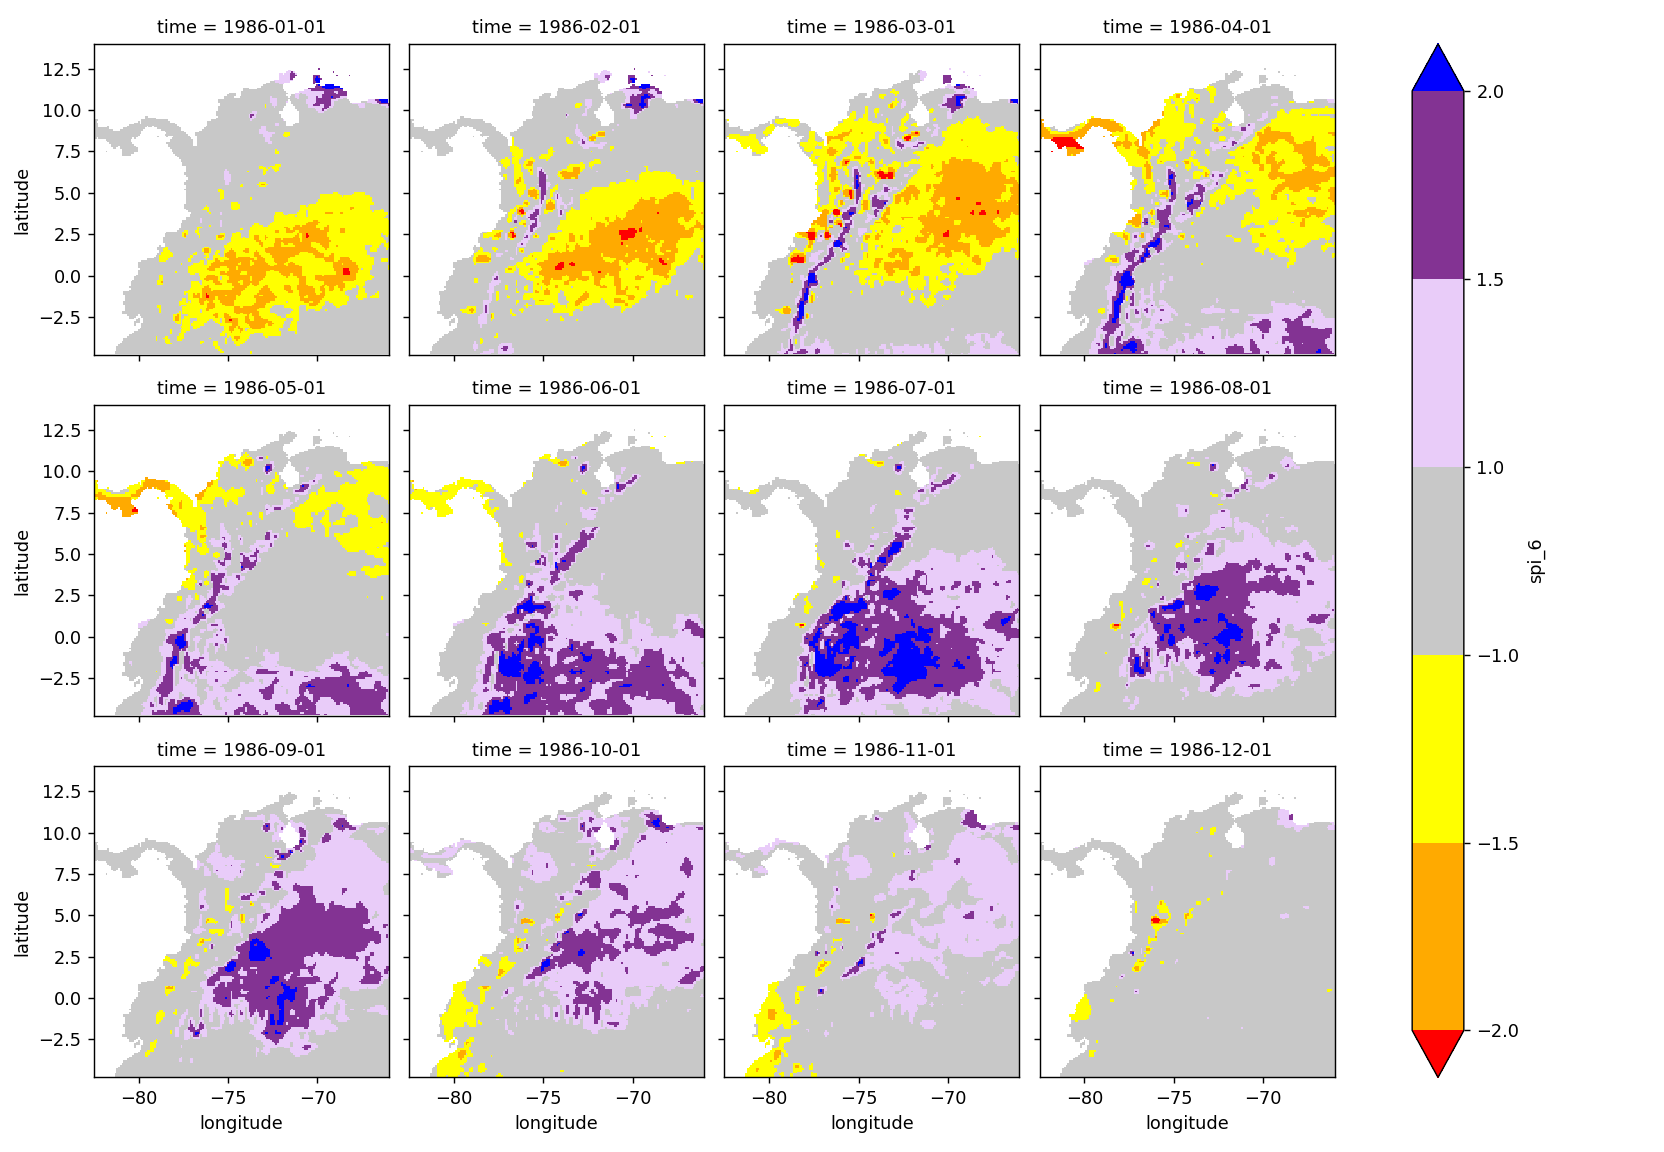 time = 1986-01-01
time = 1986-02-01
time = 1986-03-01
time = 1986-04-01
12.5
10.0
7.5
5.0
2.5
0.0
−2.5
latitude
time = 1986-05-01
time = 1986-06-01
time = 1986-07-01
time = 1986-08-01
12.5
10.0
7.5
5.0
2.5
0.0
−2.5
latitude
time = 1986-09-01
time = 1986-10-01
time = 1986-11-01
time = 1986-12-01
12.5
10.0
7.5
5.0
2.5
0.0
−2.5
latitude
−80 −75 −70
longitude
−80 −75 −70
longitude
−80 −75 −70
longitude
−80 −75 −70
longitude
2.0
1.5
1.0
−1.0
−1.5
−2.0
spi_6